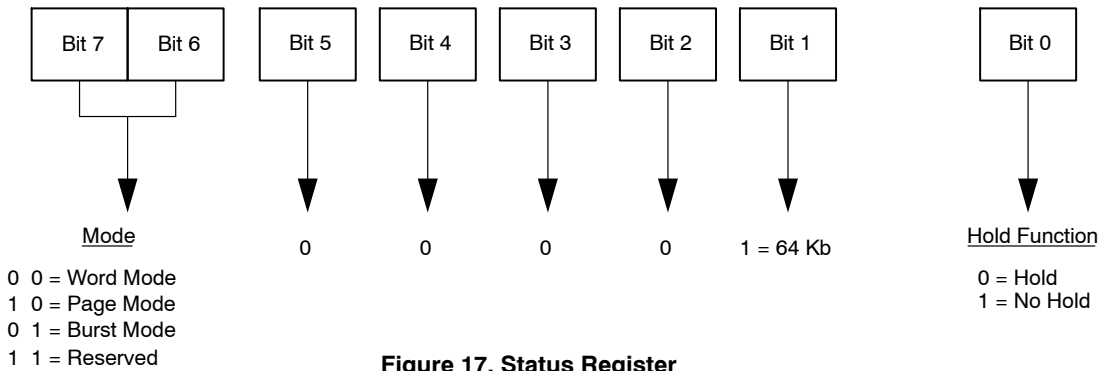 Bit 7 Bit 6 Bit 5 Bit 4 Bit 3 Bit 2 Bit 1 Bit 0
Mode 0 0 0 0 1 = 64 Kb Hold Function
0 0 = Word Mode
1 0 = Page Mode
0 1 = Burst Mode
1 1 = Reserved
0 = Hold
1 = No Hold
Figure 17. Status Register